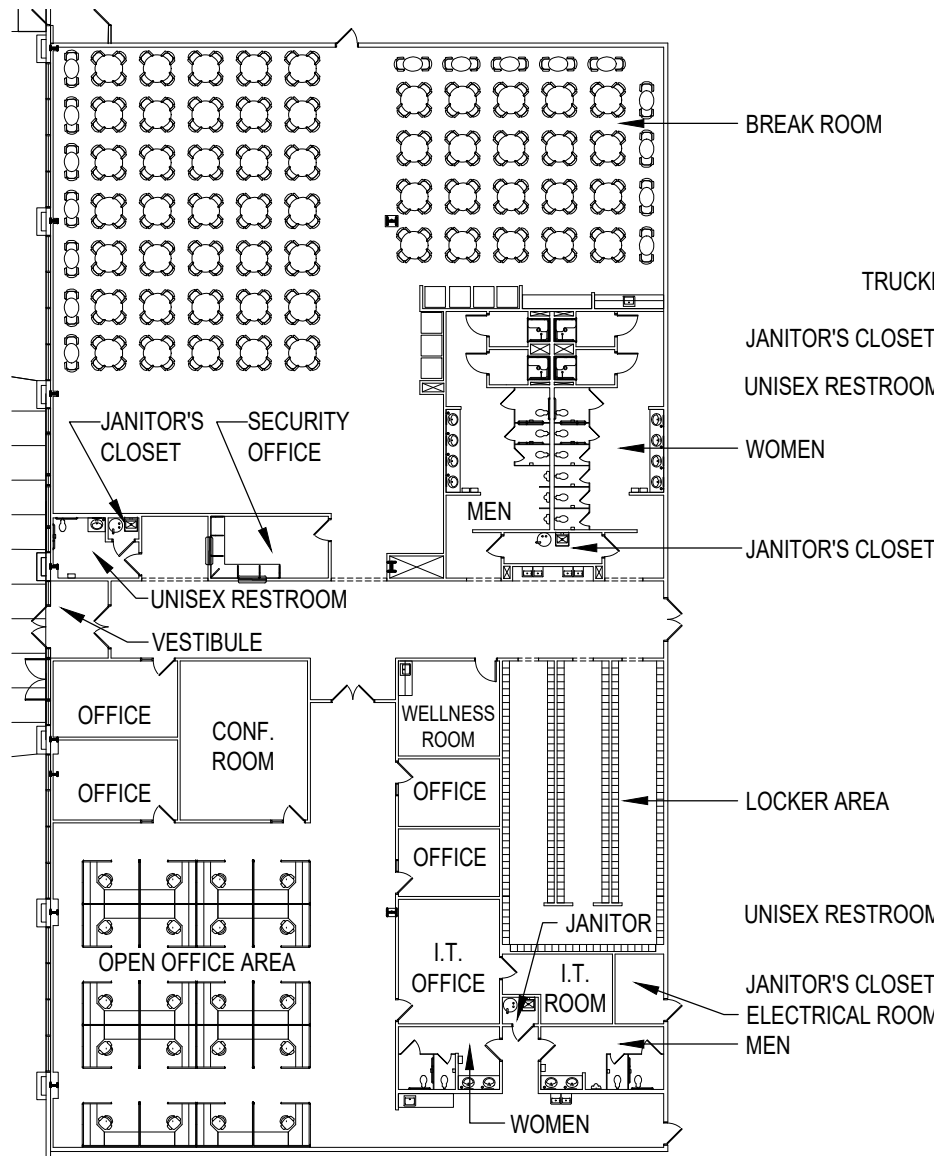 BREAK ROOM
TRUCK
JANITOR'S CLOSET
UNISEX RESTROOM
JANITOR'S
CLOSET
SECURITY
OFFICE
WOMEN
MEN
JANITOR'S CLOSET
UNISEX RESTROOM
VESTIBULE
OFFICE
CONF.
ROOM
WELLNESS
ROOM
OFFICE
OFFICE
LOCKER AREA
OFFICE
JANITOR
UNISEX RESTROOM
OPEN OFFICE AREA
I.T.
OFFICE
I.T.
ROOM
JANITOR'S CLOSET
ELECTRICAL ROOM
MEN
WOMEN